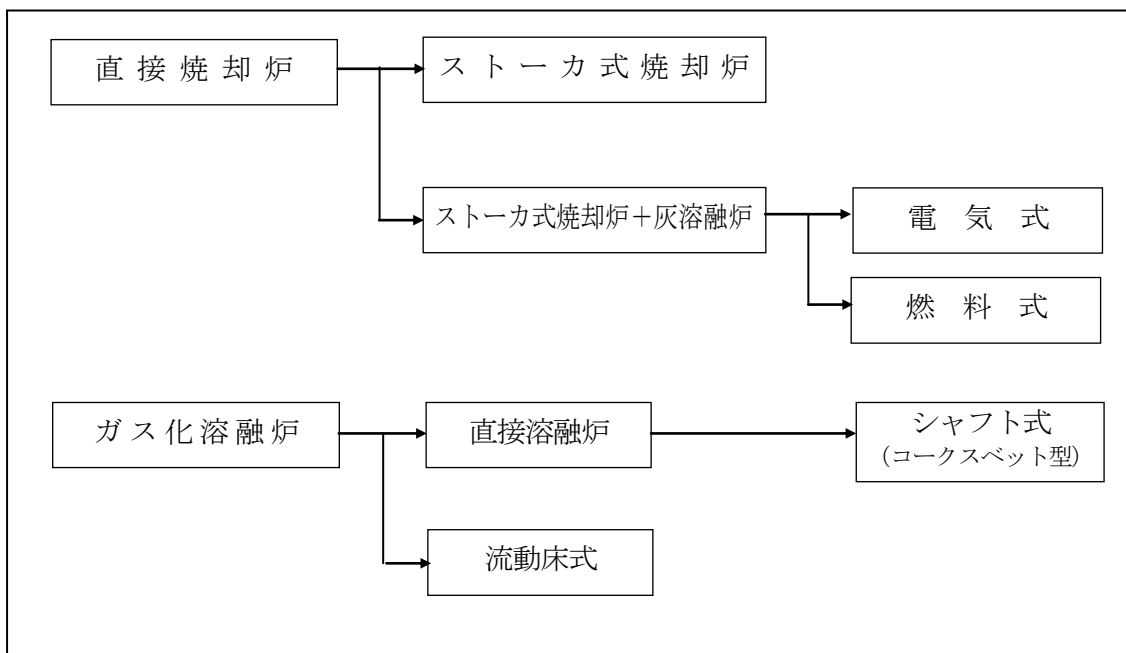 直接焼却炉
ストーカ式焼却炉
ストーカ式焼却炉＋灰溶融炉
電気式
燃料式
ガス化溶融炉
直接溶融炉
シャフト式
（コークスベット型）
流動床式